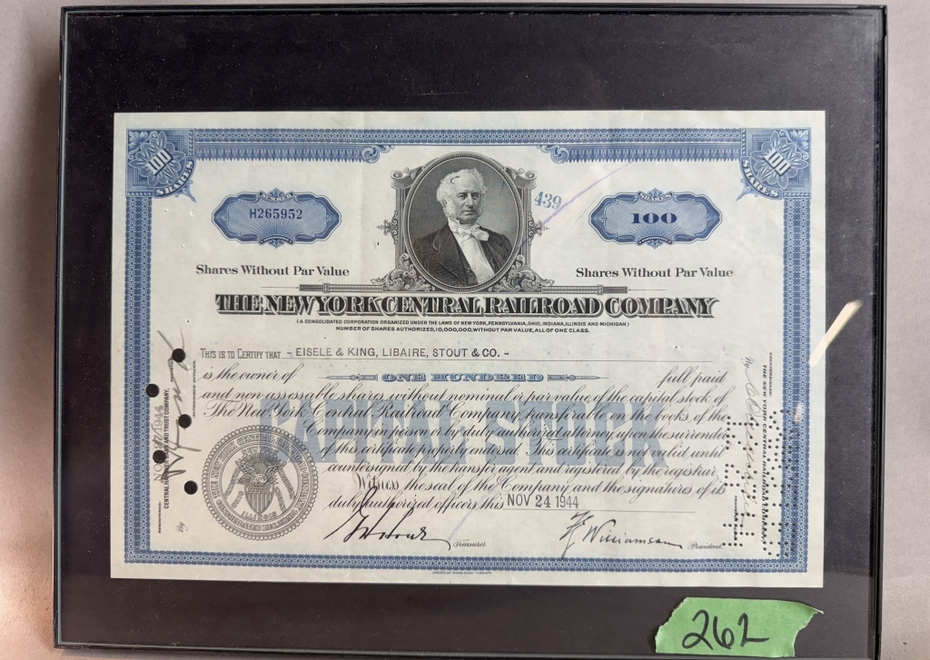 100
SHARES
100
SHARES
H265952
439
100
Shares Without Par Value
Shares Without Par Value
THE NEW YORK CENTRAL RAILROAD COMPANY
(A CONSOLIDATED CORPORATION ORGANIZED UNDER THE LAWS OF NEW YORK, PENNSYLVANIA, OHIO, INDIANA, ILLINOIS AND MICHIGAN)
NUMBER OF SHARES AUTHORIZED, 10,000,000, WITHOUT PAR VALUE, ALL OF ONE CLASS.
THIS IS TO CERTIFY THAT - EISELE & KING, LIBAIRE, STOUT & CO. -
is the owner of ONE HUNDRED full paid
and non-assessable shares, without nominal or par value, of the capital stock of
The New York Central Railroad Company, transferable on the books of the
Company in person or by duly authorized attorney, upon the surrender
of this certificate properly endorsed. This certificate is not valid until
countersigned by the transfer agent and registered by the registrar.
Witness the seal of the Company and the signatures of its
duly authorized officers this NOV 24 1944
CAPITAL STOCK
ILLINOIS
Treasurer.
F Williamson
President.
By
262